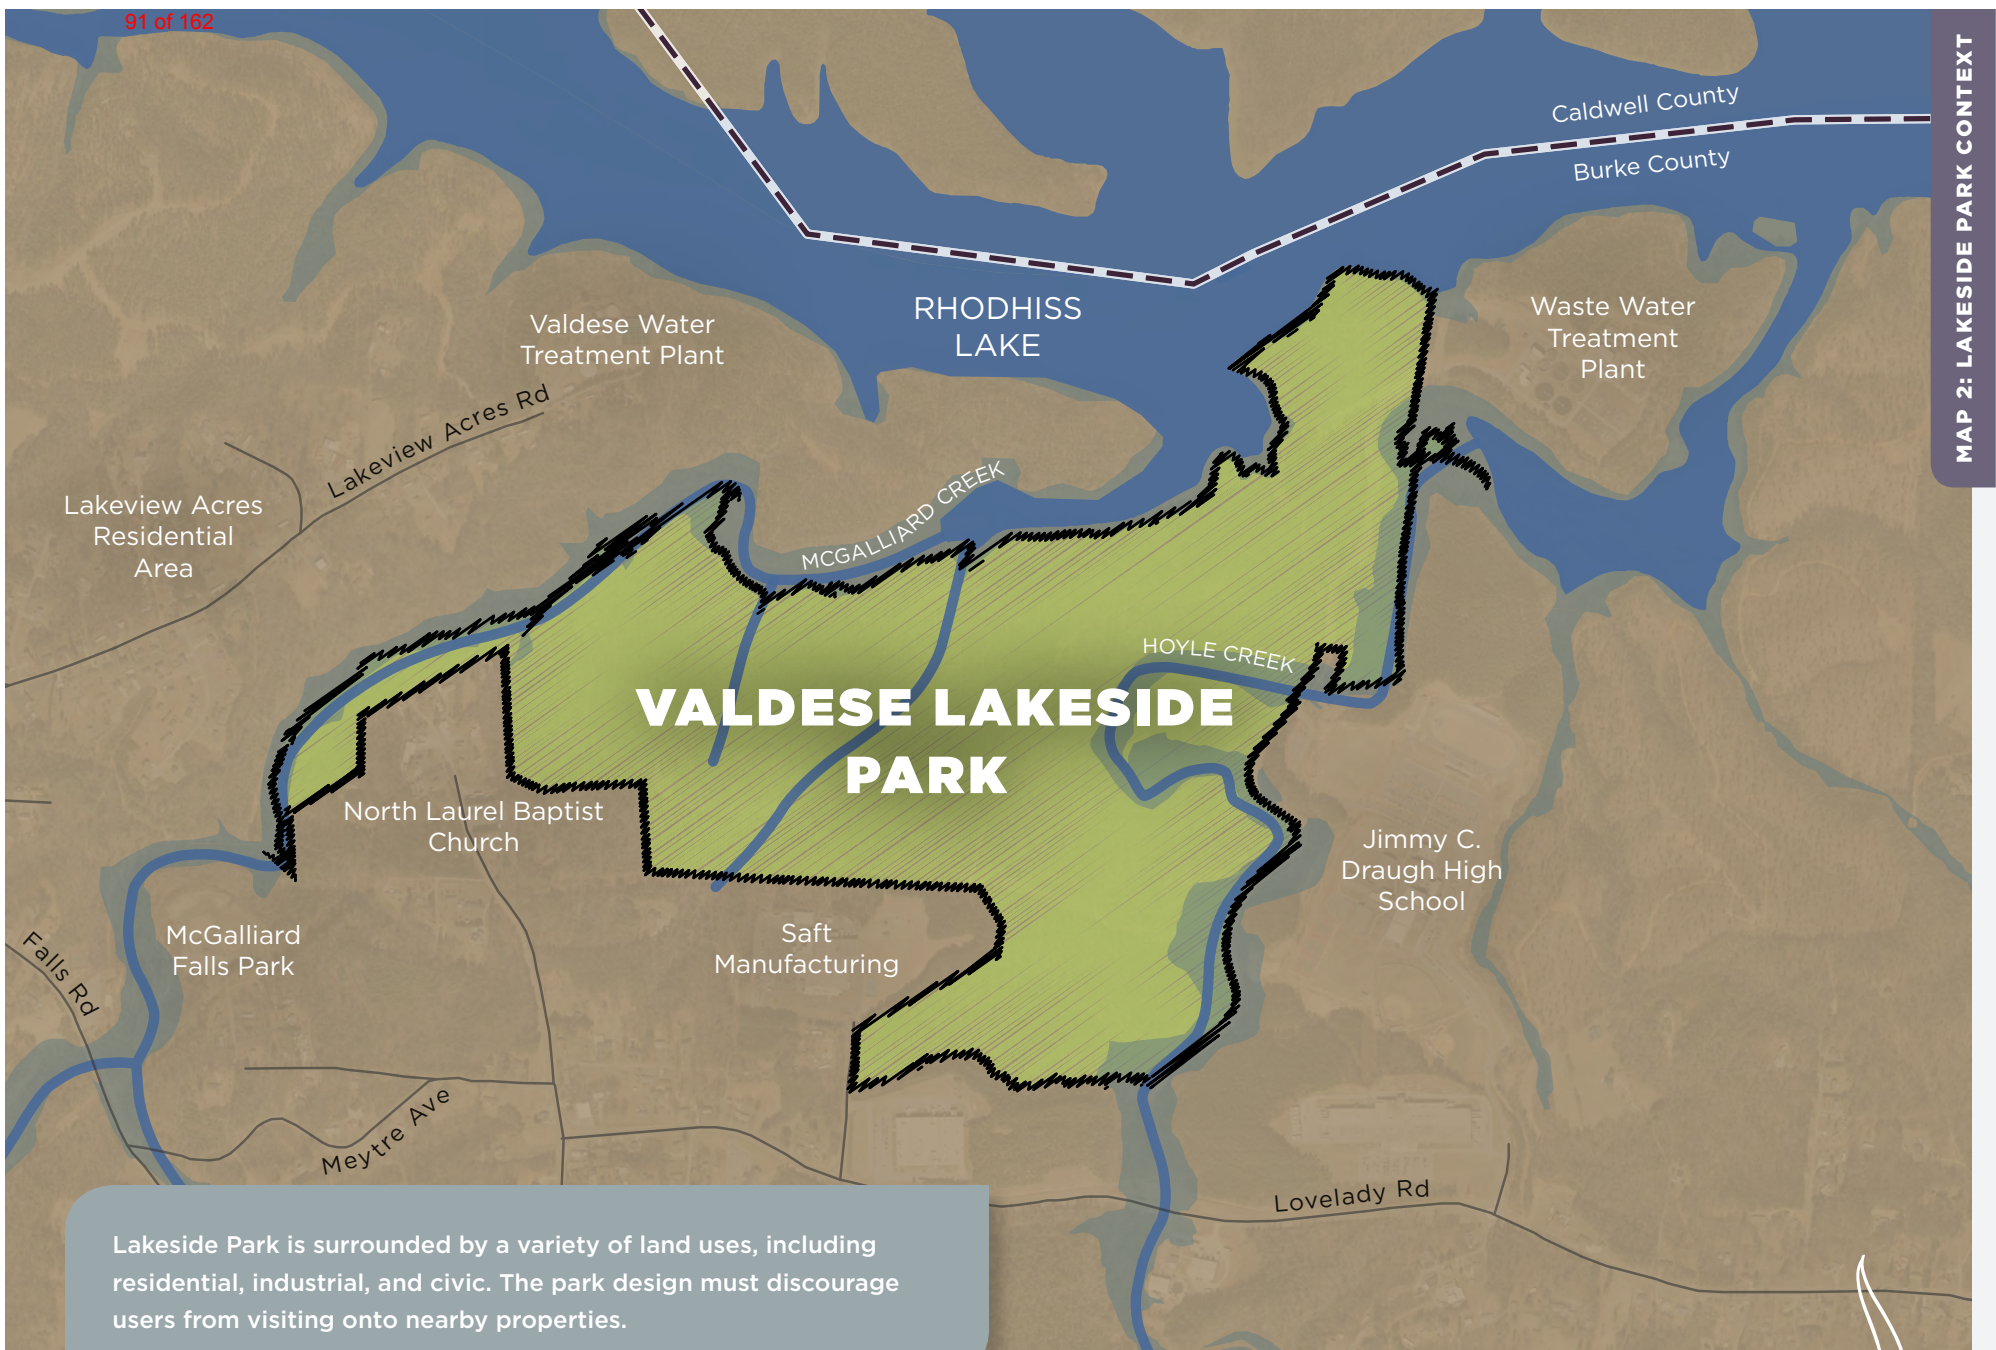 91 of 162
MAP 2: LAKESIDE PARK CONTEXT
Caldwell County
Burke County
RHODHISS
LAKE
Valdese Water
Treatment Plant
Waste Water
Treatment
Plant
Lakeview Acres Rd
Lakeview Acres
Residential
Area
MCGALLIARD CREEK
HOYLE CREEK
VALDESE LAKESIDE
PARK
North Laurel Baptist
Church
Jimmy C.
Draugh High
School
McGalliard
Falls Park
Saft
Manufacturing
Falls Rd
Meytre Ave
Lovelady Rd
Lakeside Park is surrounded by a variety of land uses, including
residential, industrial, and civic. The park design must discourage
users from visiting onto nearby properties.